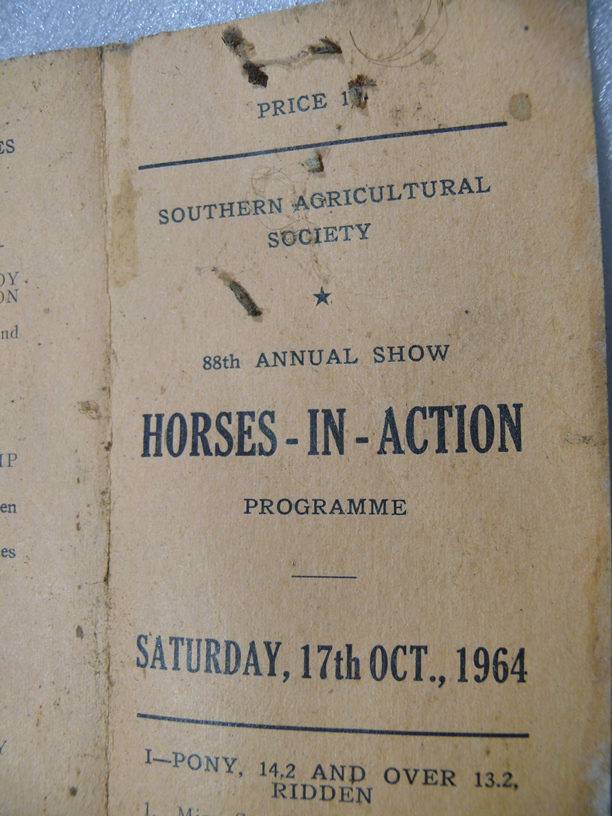 PRICE
SOUTHERN AGRICULTURAL
SOCIETY
88th ANNUAL SHOW
HORSES - IN - ACTION
PROGRAMME
SATURDAY, 17th OCT., 1964
I—PONY, 14.2 AND OVER 13.2,
RIDDEN
1.